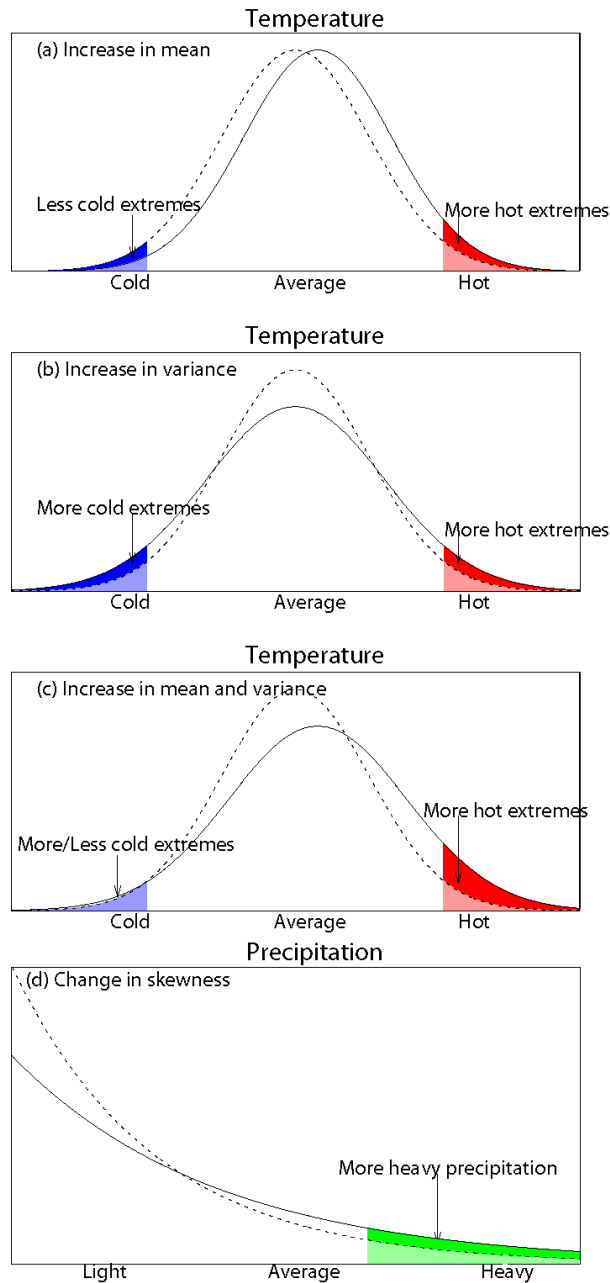 Temperature
(a) Increase in mean
Less cold extremes
More hot extremes
Cold Average Hot
Temperature
(b) Increase in variance
More cold extremes
More hot extremes
Cold Average Hot
Temperature
(c) Increase in mean and variance
More hot extremes
More/Less cold extremes
Cold Average Hot
Precipitation
(d) Change in skewness
More heavy precipitation
Light Average Heavy